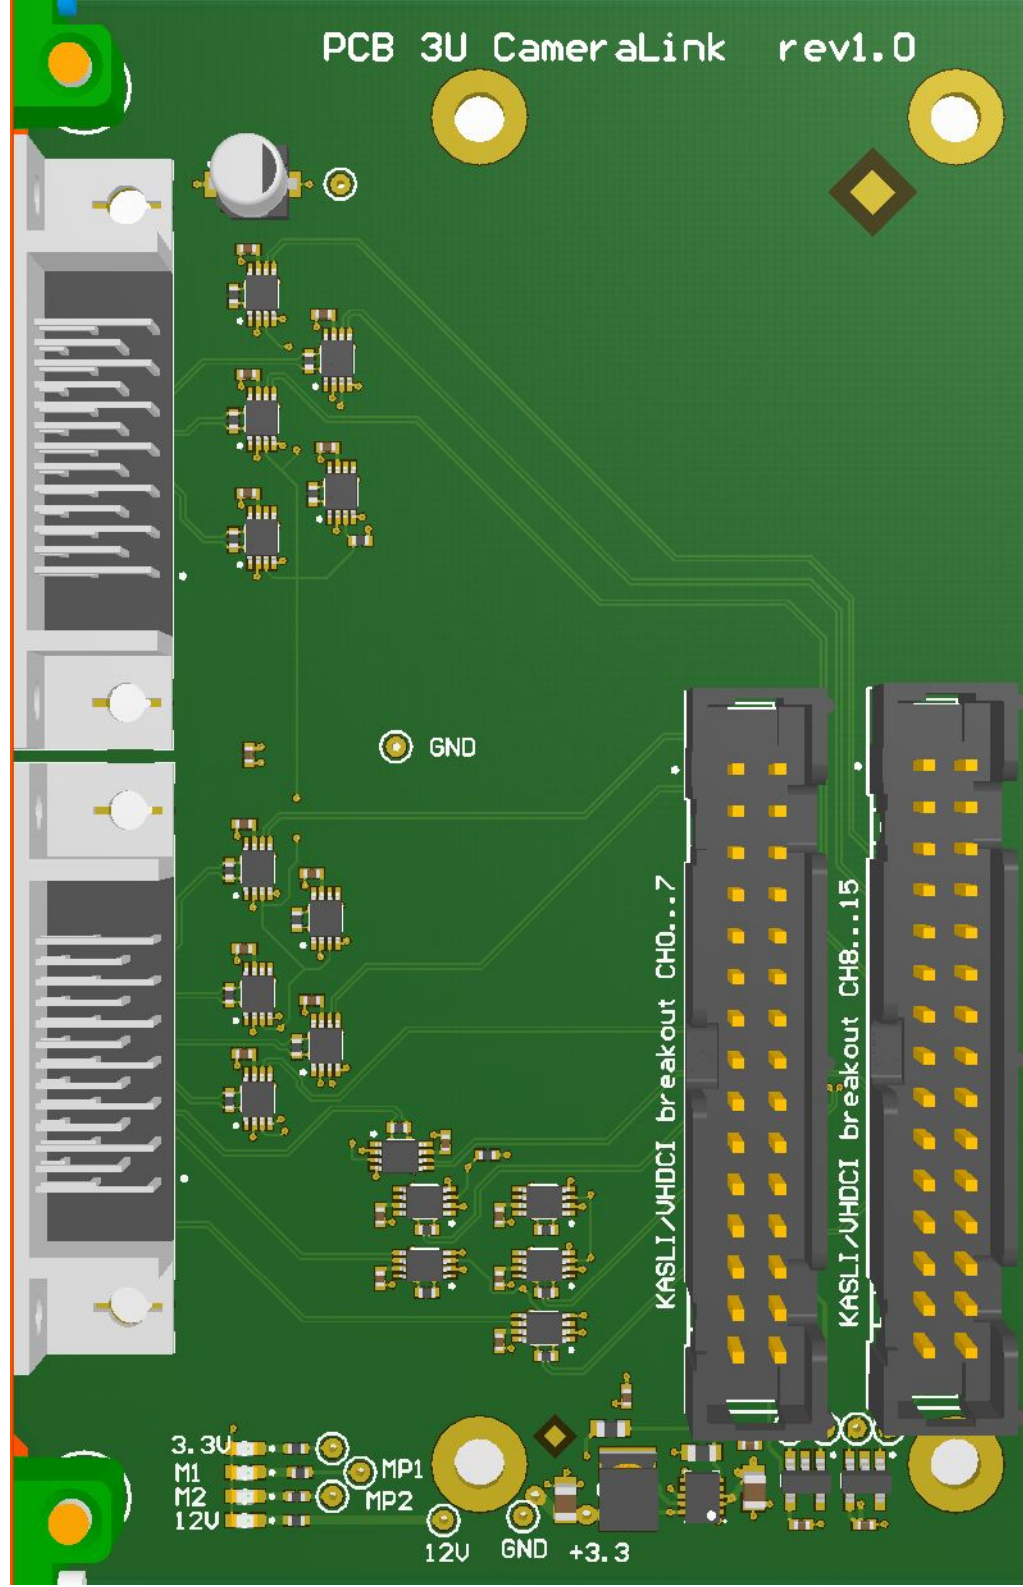 PCB 3U CameraLink rev1.0
GND
KASLI/VHDCI breakout CH0...7
KASLI/VHDCI breakout CH8...15
3.3V
M1
MP1
M2
MP2
12V
12V
GND
+3.3